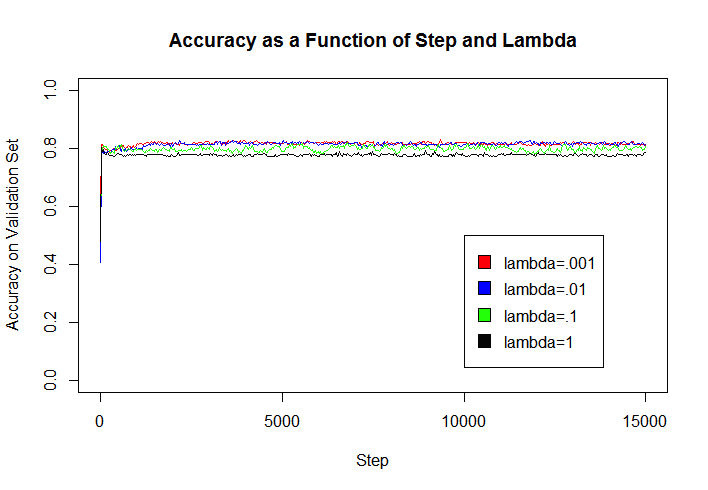 Accuracy as a Function of Step and Lambda
Accuracy on Validation Set
1.0
0.8
0.6
0.4
0.2
0.0
lambda=.001
lambda=.01
lambda=.1
lambda=1
0 5000 10000 15000
Step